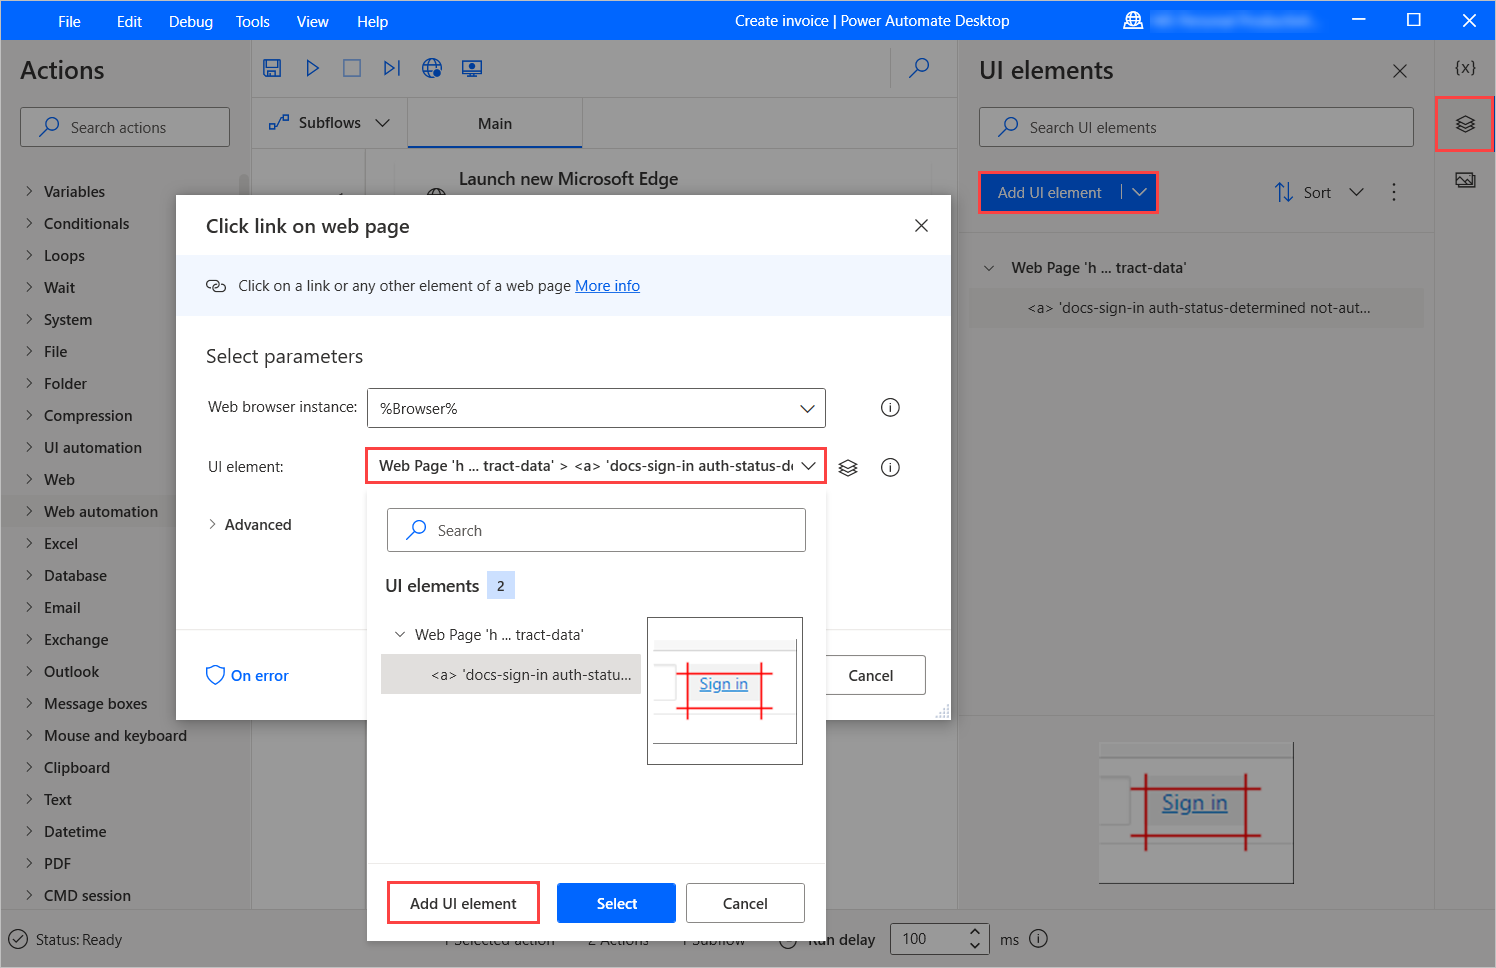 File Edit Debug Tools View Help
Create invoice | Power Automate Desktop
Actions
Search actions
Variables
Conditionals
Loops
Wait
System
File
Folder
Compression
UI automation
Web
Web automation
Excel
Database
Email
Exchange
Outlook
Message boxes
Mouse and keyboard
Clipboard
Text
Datetime
PDF
CMD session
Subflows
Main
Launch new Microsoft Edge
Click link on web page
Click on a link or any other element of a web page More info
Select parameters
Web browser instance: %Browser%
UI element: Web Page 'h ... tract-data' > <a> 'docs-sign-in auth-status-de
Advanced
Search
UI elements 2
Web Page 'h ... tract-data'
<a> 'docs-sign-in auth-statu...
Sign in
On error
Cancel
Add UI element
Select
Cancel
UI elements
{x}
Search UI elements
Add UI element
Sort
Web Page 'h ... tract-data'
<a> 'docs-sign-in auth-status-determined not-aut...
Sign in
Status: Ready
1 Selected action
2 Actions
1 Subflow
Run delay
100
ms